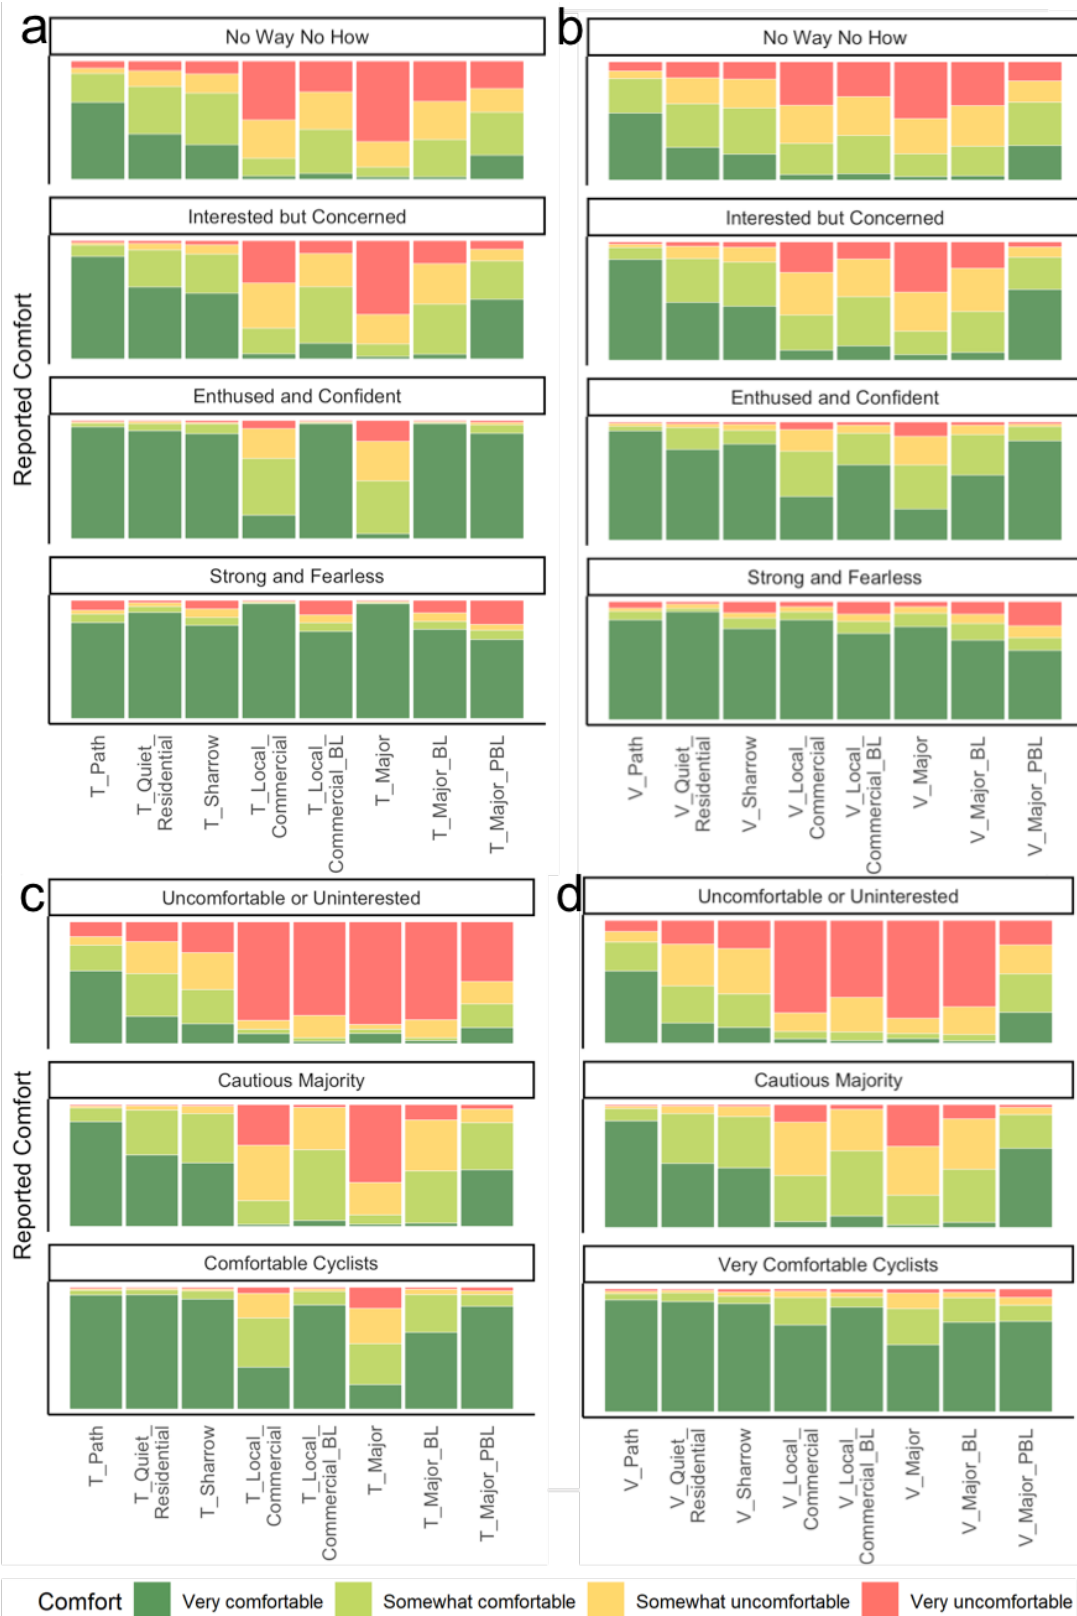 a
No Way No How
Interested but Concerned
Enthused and Confident
Strong and Fearless
Reported Comfort
T_Path
T_Quiet_
Residential
T_Sharrow
T_Local_
Commercial
T_Local_
Commercial_BL
T_Major
T_Major_BL
T_Major_PBL
b
No Way No How
Interested but Concerned
Enthused and Confident
Strong and Fearless
V_Path
V_Quiet_
Residential
V_Sharrow
V_Local_
Commercial
V_Local_
Commercial_BL
V_Major
V_Major_BL
V_Major_PBL
c
Uncomfortable or Uninterested
Cautious Majority
Comfortable Cyclists
Reported Comfort
T_Path
T_Quiet_
Residential
T_Sharrow
T_Local_
Commercial
T_Local_
Commercial_BL
T_Major
T_Major_BL
T_Major_PBL
d
Uncomfortable or Uninterested
Cautious Majority
Very Comfortable Cyclists
V_Path
V_Quiet_
Residential
V_Sharrow
V_Local_
Commercial
V_Local_
Commercial_BL
V_Major
V_Major_BL
V_Major_PBL
Comfort Very comfortable Somewhat comfortable Somewhat uncomfortable Very uncomfortable